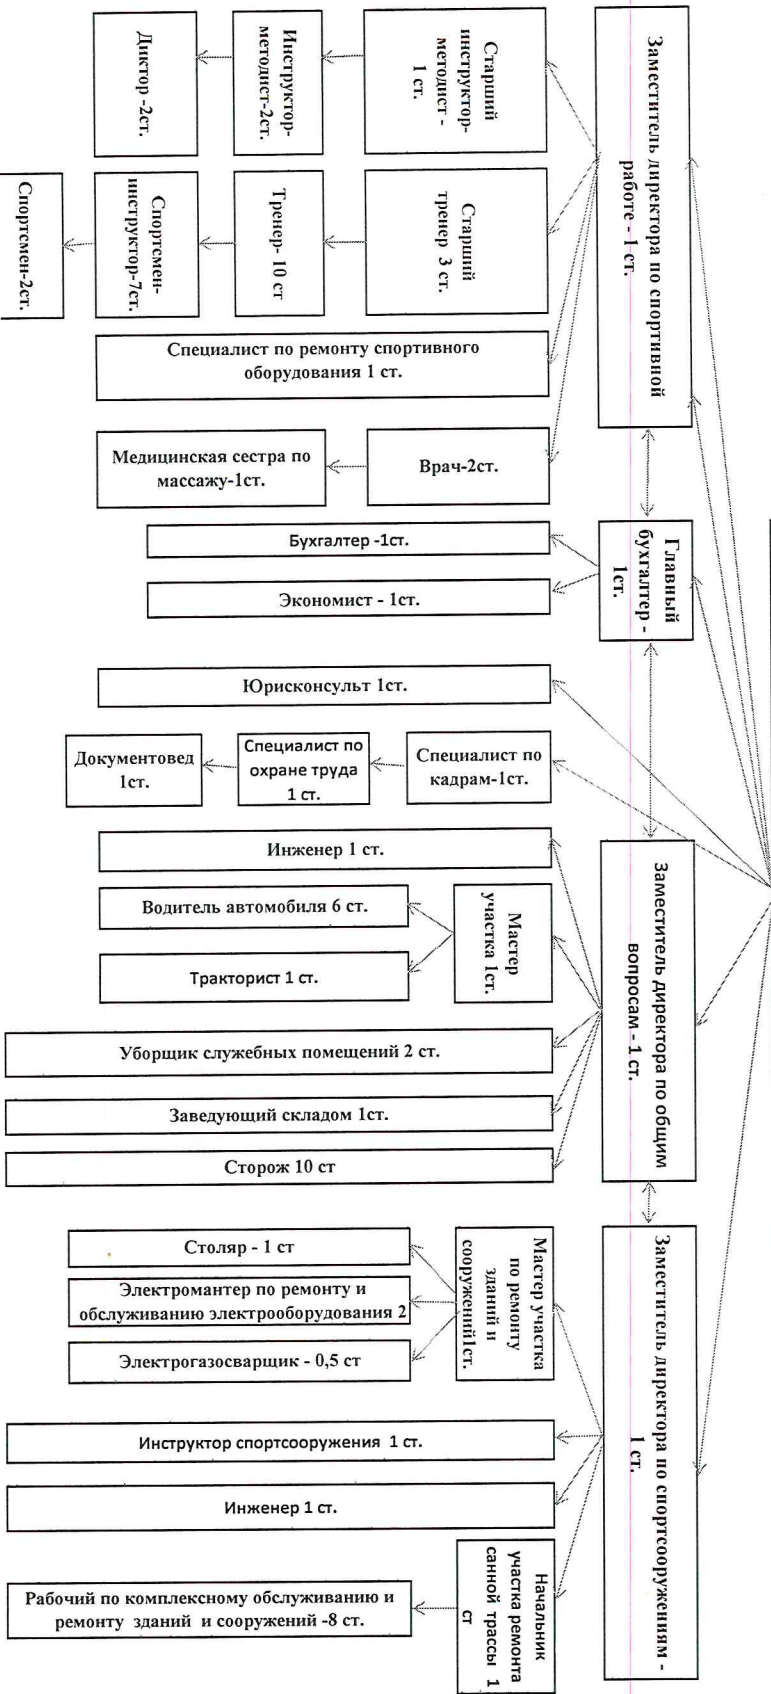 Заместитель директора по спортивной
работе - 1 ст.
Старший
инструктор-
методист -
1 ст.
Инструктор-
методист-2ст.
Диктор -2ст.
Старший
тренер 3 ст.
Тренер- 10 ст
Спортсмен-
инструктор-7ст.
Спортсмен-2ст.
Специалист по ремонту спортивного
оборудования 1 ст.
Врач-2ст.
Медицинская сестра по
массажу-1ст.
Главный
бухгалтер -
1ст.
Бухгалтер -1ст.
Экономист - 1ст.
Юрисконсульт 1ст.
Специалист по
кадрам-1ст.
Специалист по
охране труда
1 ст.
Документовед
1ст.
Заместитель директора по общим
вопросам - 1 ст.
Инженер 1 ст.
Мастер
участка 1ст.
Водитель автомобиля 6 ст.
Тракторист 1 ст.
Уборщик служебных помещений 2 ст.
Заведующий складом 1ст.
Сторож 10 ст
Заместитель директора по спортсооружениям -
1 ст.
Мастер участка
по ремонту
зданий и
сооружений1ст.
Столяр - 1 ст
Электромантер по ремонту и
обслуживанию электрооборудования 2
Электрогазосварщик - 0,5 ст
Инструктор спортсооружения 1 ст.
Инженер 1 ст.
Начальник
участка ремонта
санной трассы 1
ст
Рабочий по комплексному обслуживанию и
ремонту зданий и сооружений -8 ст.